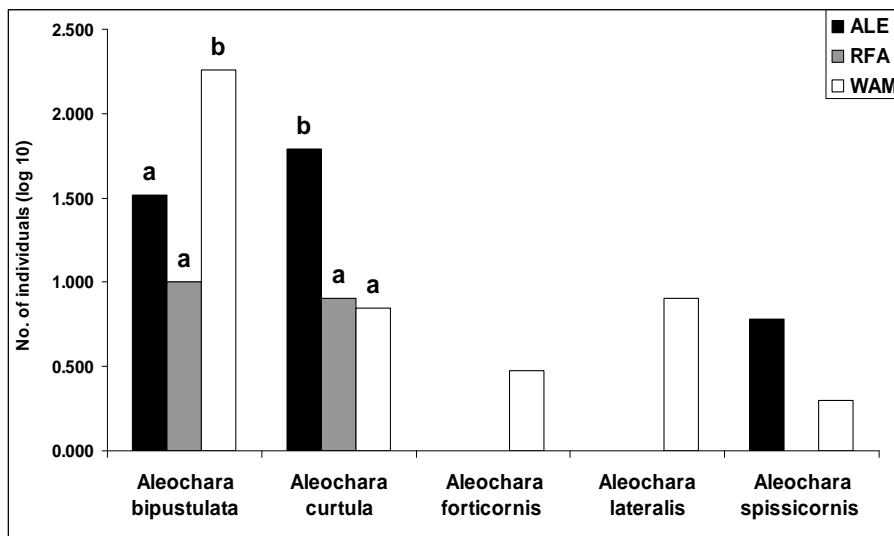 2.500
2.000
1.500
1.000
0.500
0.000
No. of individuals (log 10)
a
a
b
b
a
a
ALE
RFA
WAM
Aleochara
bipustulata
Aleochara
curtula
Aleochara
forticornis
Aleochara
lateralis
Aleochara
spissicornis